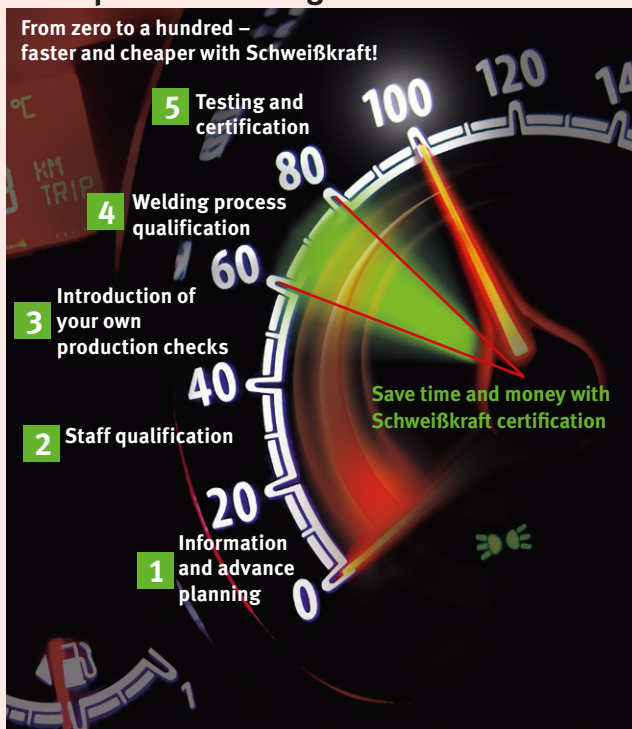 From zero to a hundred –
faster and cheaper with Schweißkraft!
5 Testing and
certification
100
120
°C
KM
TRIP
80
4 Welding process
qualification
60
3 Introduction of
your own
production checks
40
Save time and money with
Schweißkraft certification
2 Staff qualification
20
1 Information
and advance
planning
0
1